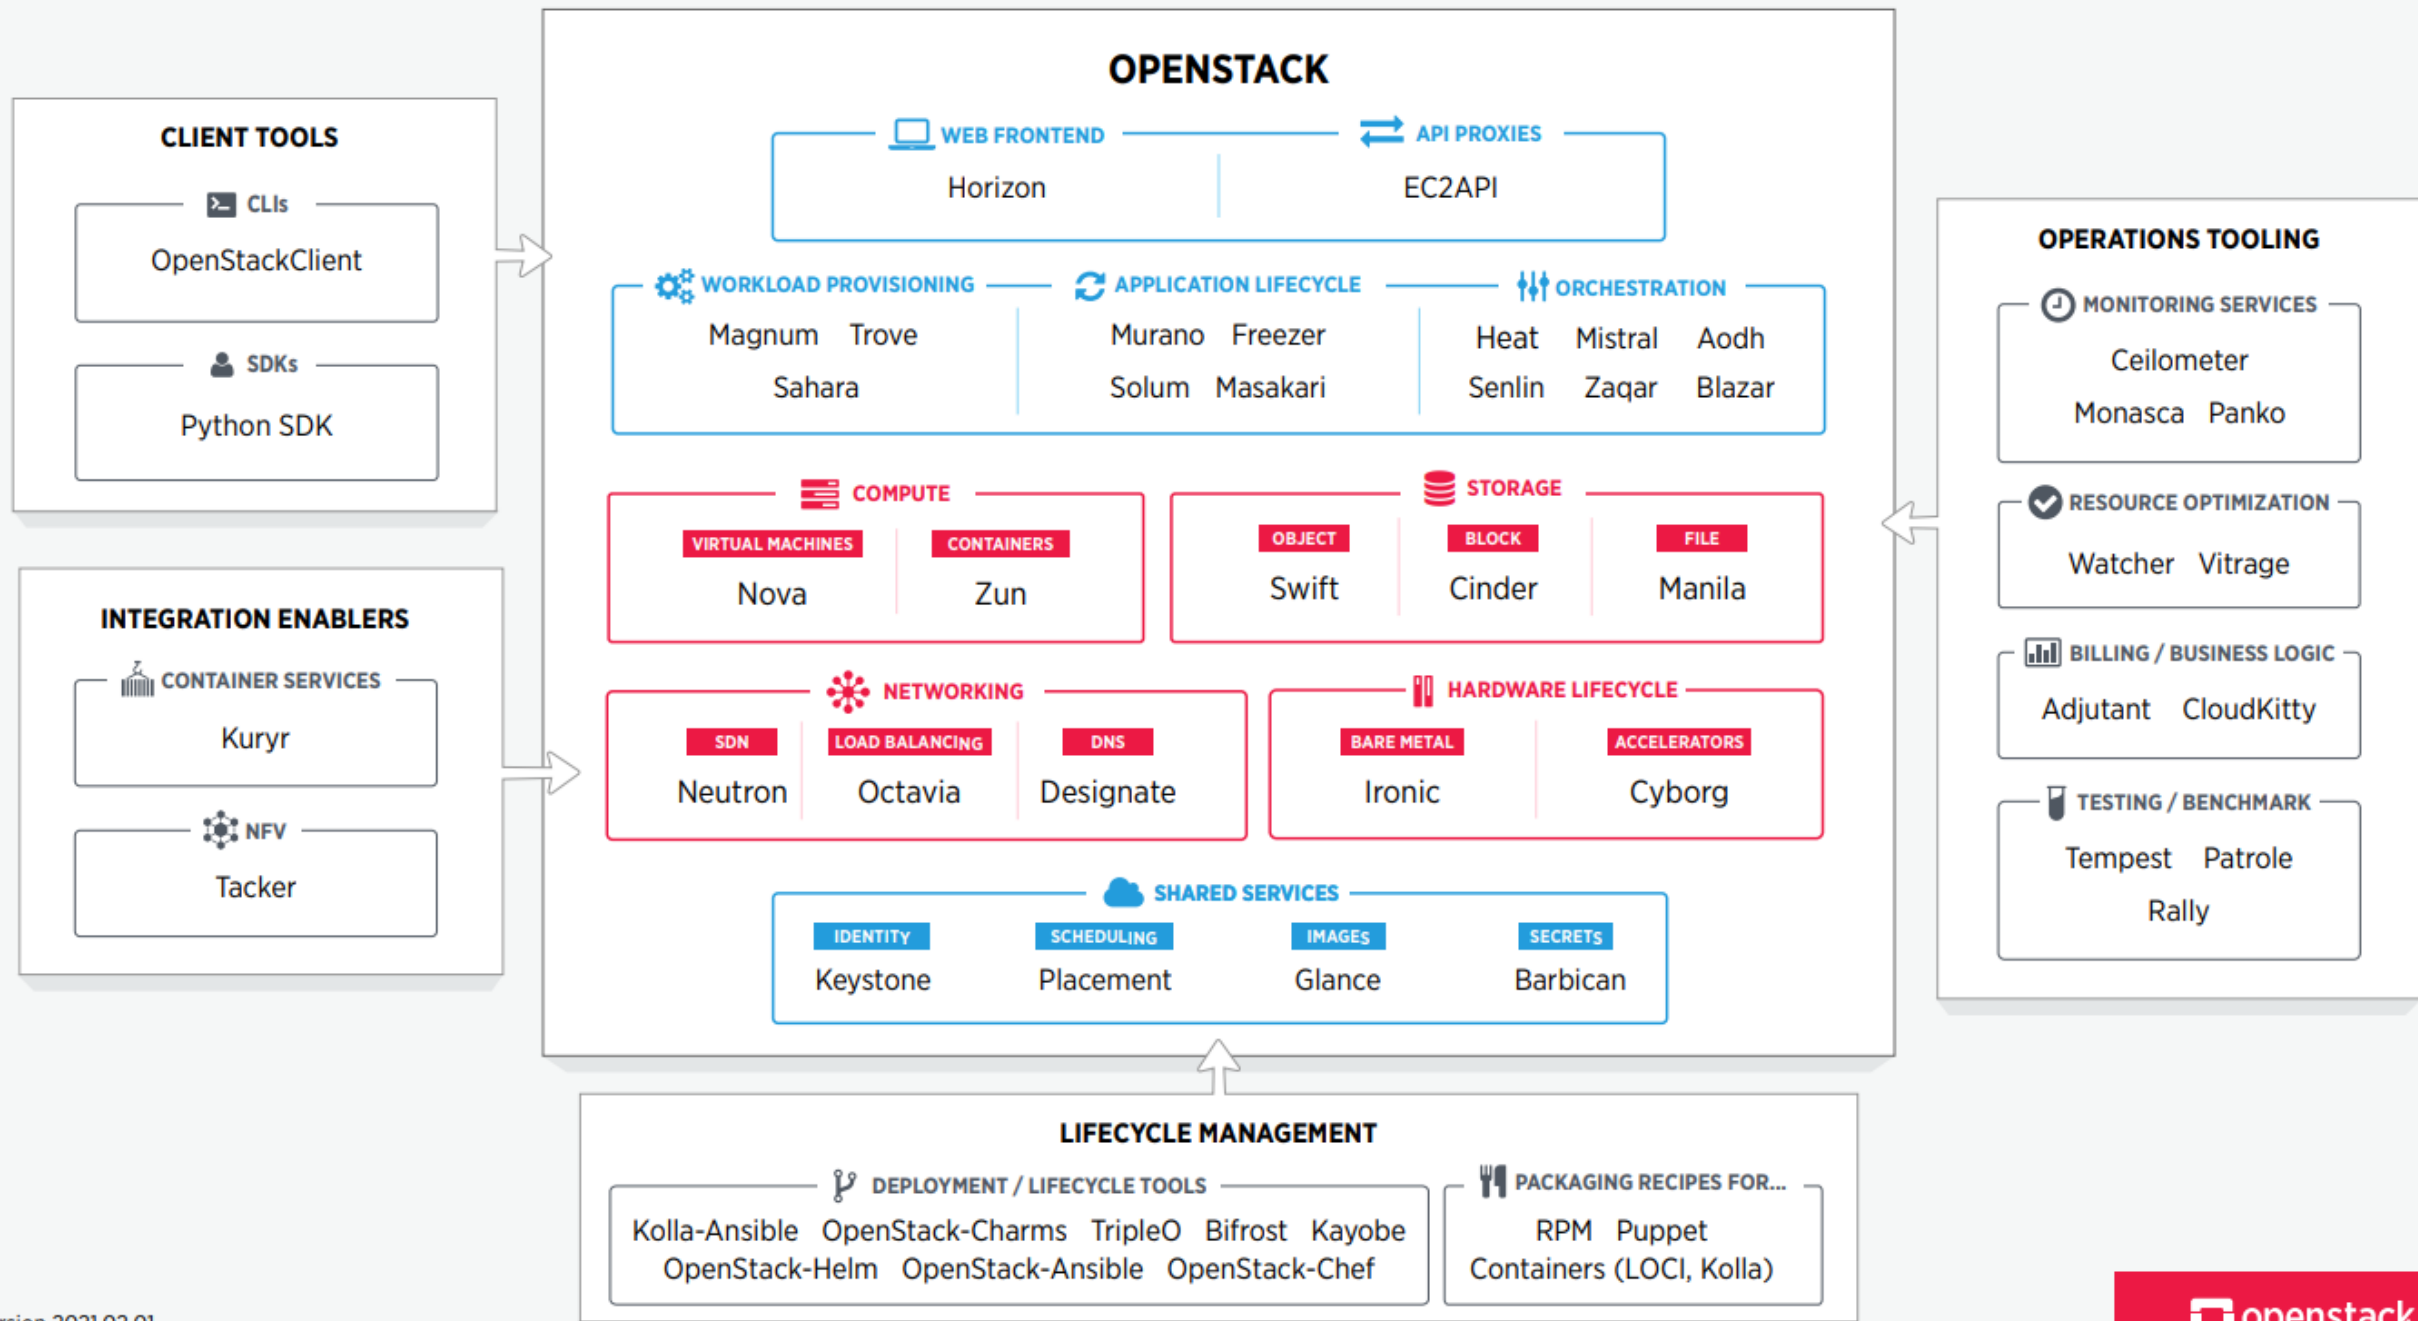 OPENSTACK
WEB FRONTEND
Horizon
API PROXIES
EC2API
WORKLOAD PROVISIONING
Magnum Trove
Sahara
APPLICATION LIFECYCLE
Murano Freezer
Solum Masakari
ORCHESTRATION
Heat Mistral Aodh
Senlin Zaqar Blazar
COMPUTE
VIRTUAL MACHINES
Nova
CONTAINERS
Zun
STORAGE
OBJECT
Swift
BLOCK
Cinder
FILE
Manila
NETWORKING
SDN
Neutron
LOAD BALANCING
Octavia
DNS
Designate
HARDWARE LIFECYCLE
BARE METAL
Ironic
ACCELERATORS
Cyborg
SHARED SERVICES
IDENTITY
Keystone
SCHEDULING
Placement
IMAGES
Glance
SECRETS
Barbican
CLIENT TOOLS
CLIs
OpenStackClient
SDKs
Python SDK
INTEGRATION ENABLERS
CONTAINER SERVICES
Kuryr
NFV
Tacker
OPERATIONS TOOLING
MONITORING SERVICES
Ceilometer
Monasca Panko
RESOURCE OPTIMIZATION
Watcher Vitrage
BILLING / BUSINESS LOGIC
Adjutant CloudKitty
TESTING / BENCHMARK
Tempest Patrole
Rally
LIFECYCLE MANAGEMENT
DEPLOYMENT / LIFECYCLE TOOLS
Kolla-Ansible OpenStack-Charms TripleO Bifrost Kayobe
OpenStack-Helm OpenStack-Ansible OpenStack-Chef
PACKAGING RECIPES FOR...
RPM Puppet
Containers (LOCI, Kolla)
openstack